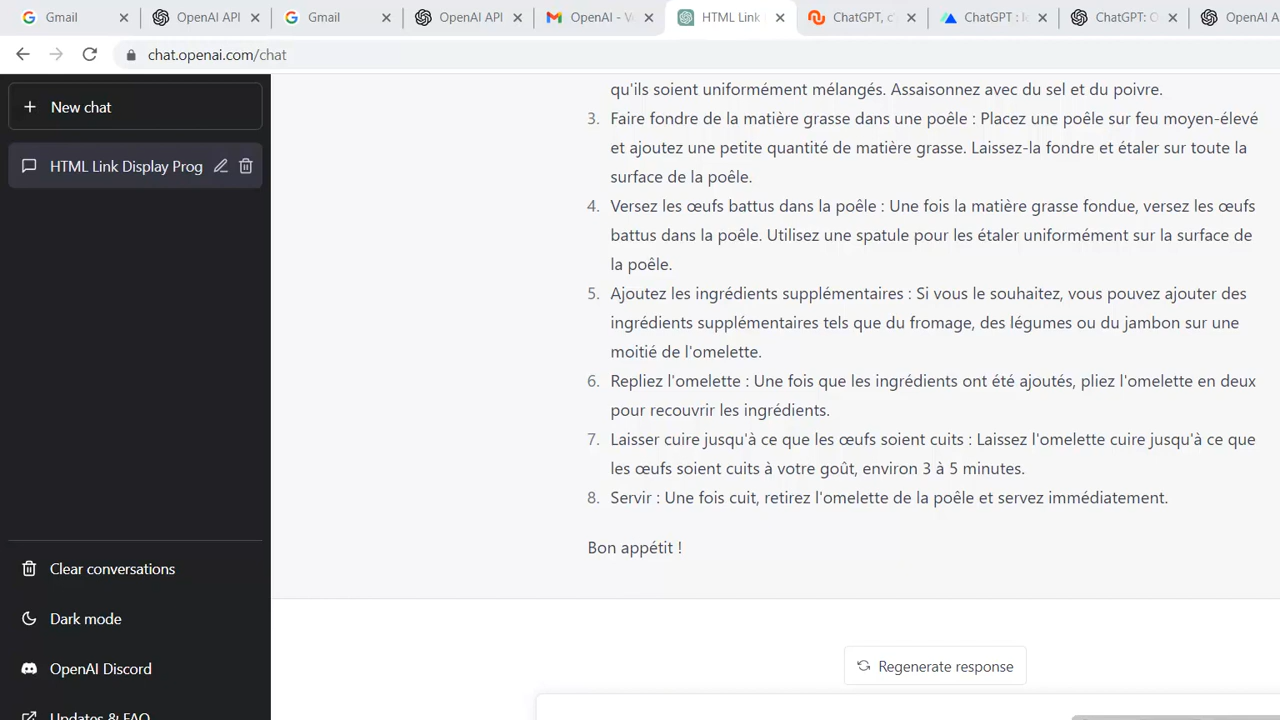 Gmail
OpenAI API
Gmail
OpenAI API
OpenAI - V
HTML Link
ChatGPT, c
ChatGPT : 
ChatGPT: O
OpenAI A
chat.openai.com/chat
New chat
HTML Link Display Prog
Clear conversations
Dark mode
OpenAI Discord
Updates & FAQ
qu'ils soient uniformément mélangés. Assaisonnez avec du sel et du poivre.
3. Faire fondre de la matière grasse dans une poêle : Placez une poêle sur feu moyen-élevé
et ajoutez une petite quantité de matière grasse. Laissez-la fondre et étaler sur toute la
surface de la poêle.
4. Versez les œufs battus dans la poêle : Une fois la matière grasse fondue, versez les œufs
battus dans la poêle. Utilisez une spatule pour les étaler uniformément sur la surface de
la poêle.
5. Ajoutez les ingrédients supplémentaires : Si vous le souhaitez, vous pouvez ajouter des
ingrédients supplémentaires tels que du fromage, des légumes ou du jambon sur une
moitié de l'omelette.
6. Repliez l'omelette : Une fois que les ingrédients ont été ajoutés, pliez l'omelette en deux
pour recouvrir les ingrédients.
7. Laisser cuire jusqu'à ce que les œufs soient cuits : Laissez l'omelette cuire jusqu'à ce que
les œufs soient cuits à votre goût, environ 3 à 5 minutes.
8. Servir : Une fois cuit, retirez l'omelette de la poêle et servez immédiatement.
Bon appétit !
Regenerate response